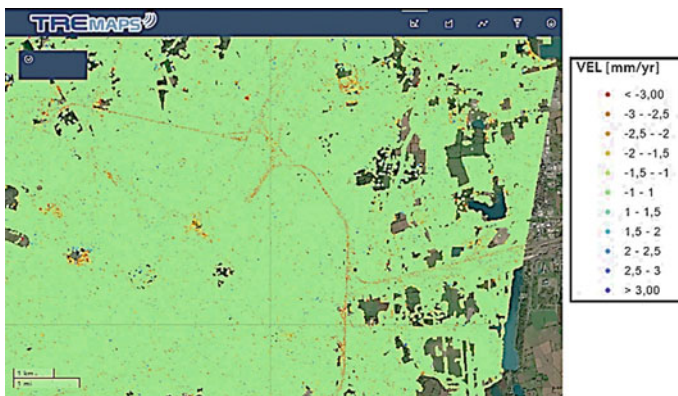 TREMAPS
VEL [mm/yr]
< -3,00
-3 - -2,5
-2,5 - -2
-2 - -1,5
-1,5 - -1
-1 - 1
1 - 1,5
1,5 - 2
2 - 2,5
2,5 - 3
> 3,00
1 km
1 mi